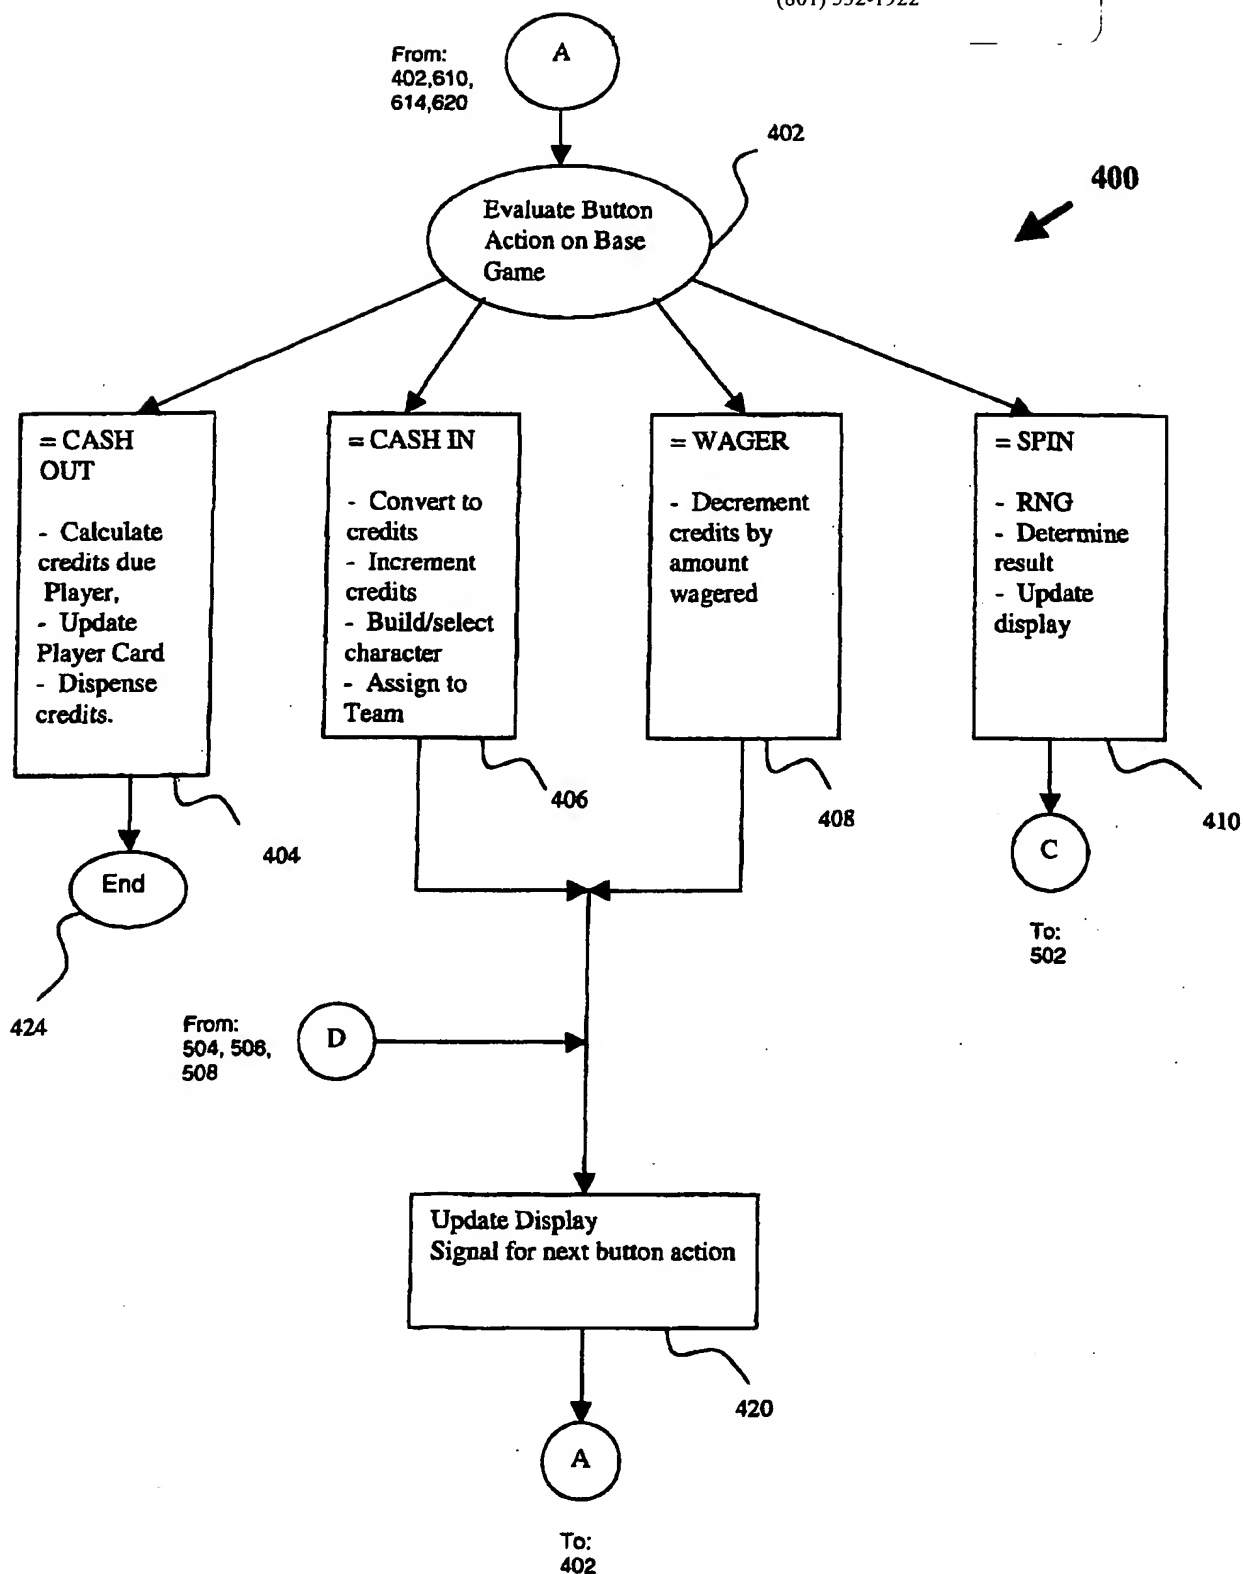 (801) 532-1922
From:
402,610,
614,620
A
402
400
Evaluate Button
Action on Base
Game
= CASH
OUT
- Calculate
credits due
Player,
- Update
Player Card
- Dispense
credits.
= CASH IN
- Convert to
credits
- Increment
credits
- Build/select
character
- Assign to
Team
= WAGER
- Decrement
credits by
amount
wagered
= SPIN
- RNG
- Determine
result
- Update
display
404
406
408
410
End
C
To:
502
424
From:
504, 506,
508
D
Update Display
Signal for next button action
420
A
To:
402